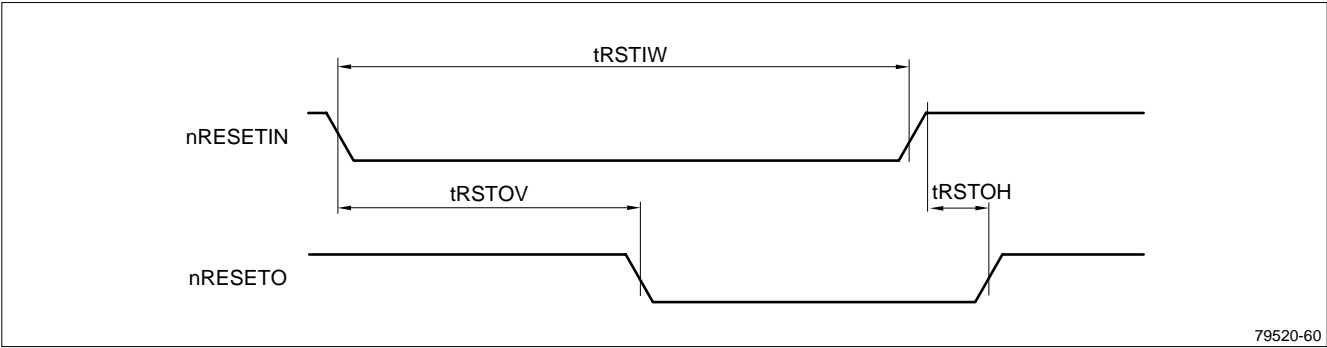 tRSTIW
nRESETIN
tRSTOV
tRSTOH
nRESETO
79520-60